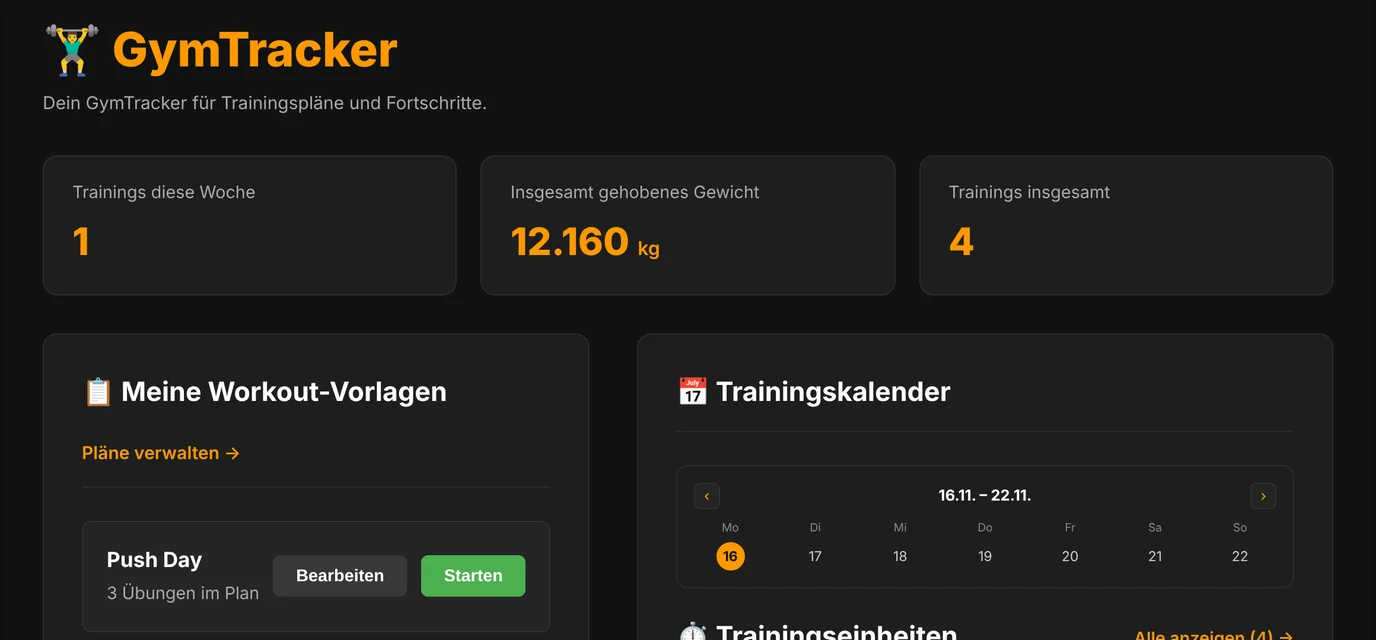 GymTracker
Dein GymTracker für Trainingspläne und Fortschritte.
Trainings diese Woche
1
Insgesamt gehobenes Gewicht
12.160 kg
Trainings insgesamt
4
📋 Meine Workout-Vorlagen
Pläne verwalten →
Push Day
3 Übungen im Plan
Bearbeiten
Starten
📅 Trainingskalender
‹ 16.11. – 22.11. ›
Mo Di Mi Do Fr Sa So
16 17 18 19 20 21 22
⏱️ Trainingseinheiten
Alle anzeigen (4) →